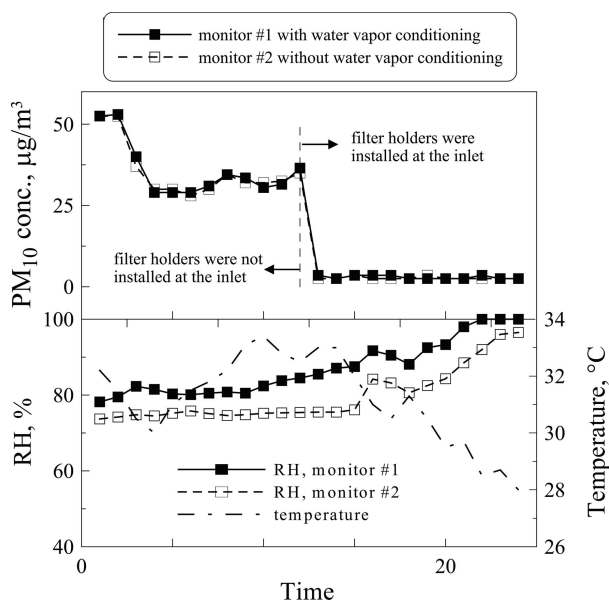 monitor #1 with water vapor conditioning
monitor #2 without water vapor conditioning
PM10 conc., μg/m³
50
25
0
filter holders were
installed at the inlet
filter holders were not
installed at the inlet
RH, %
100
80
60
40
Temperature, °C
34
32
30
28
26
RH, monitor #1
RH, monitor #2
temperature
0
20
Time